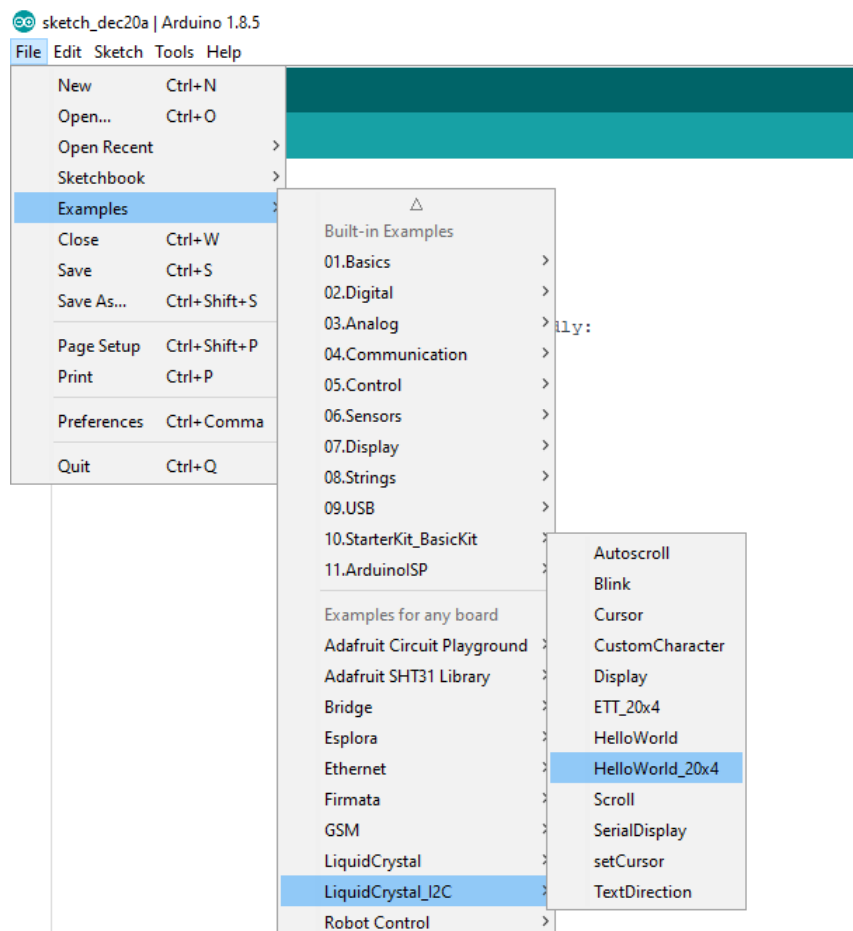 sketch_dec20a | Arduino 1.8.5
File Edit Sketch Tools Help
New Ctrl+N
Open... Ctrl+O
Open Recent
Sketchbook
Examples
Close Ctrl+W
Save Ctrl+S
Save As... Ctrl+Shift+S
Page Setup Ctrl+Shift+P
Print Ctrl+P
Preferences Ctrl+Comma
Quit Ctrl+Q
Built-in Examples
01.Basics
02.Digital
03.Analog
04.Communication
05.Control
06.Sensors
07.Display
08.Strings
09.USB
10.StarterKit_BasicKit
11.ArduinoISP
Examples for any board
Adafruit Circuit Playground
Adafruit SHT31 Library
Bridge
Esplora
Ethernet
Firmata
GSM
LiquidCrystal
LiquidCrystal_I2C
Robot Control
Autoscroll
Blink
Cursor
CustomCharacter
Display
ETT_20x4
HelloWorld
HelloWorld_20x4
Scroll
SerialDisplay
setCursor
TextDirection